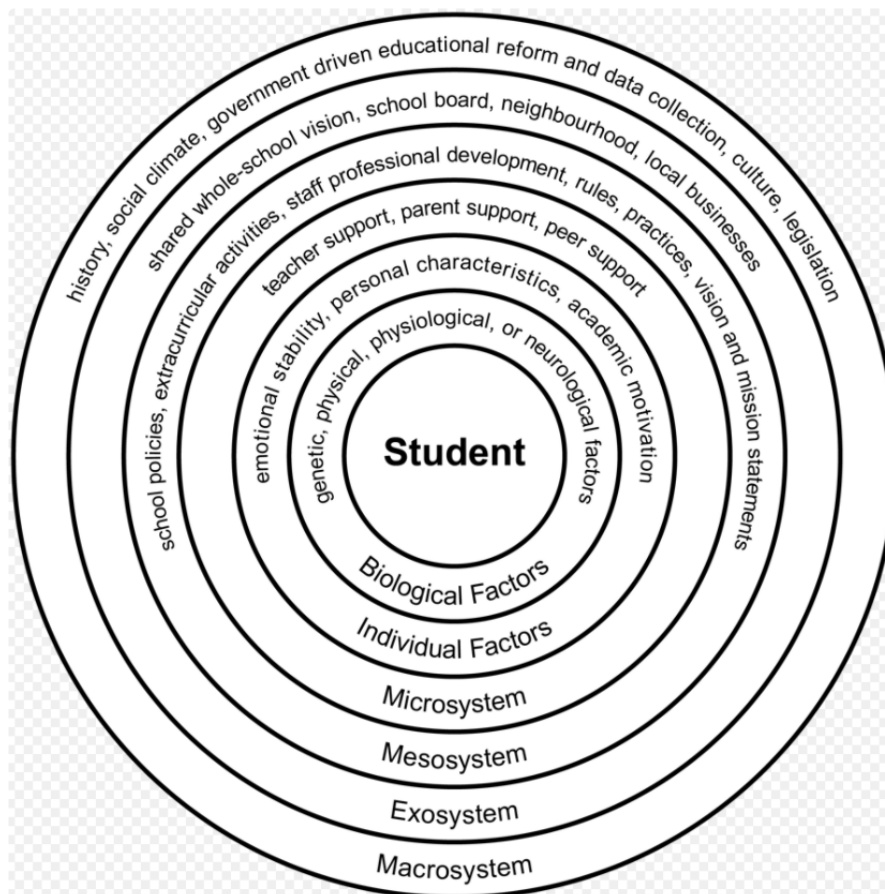 history, social climate, government driven educational reform and data collection, culture, legislation
shared whole-school vision, school board, neighbourhood, local businesses
school policies, extracurricular activities, staff professional development, rules, practices, vision and mission statements
teacher support, parent support, peer support
emotional stability, personal characteristics, academic motivation
genetic, physical, physiological, or neurological factors
Student
Biological Factors
Individual Factors
Microsystem
Mesosystem
Exosystem
Macrosystem